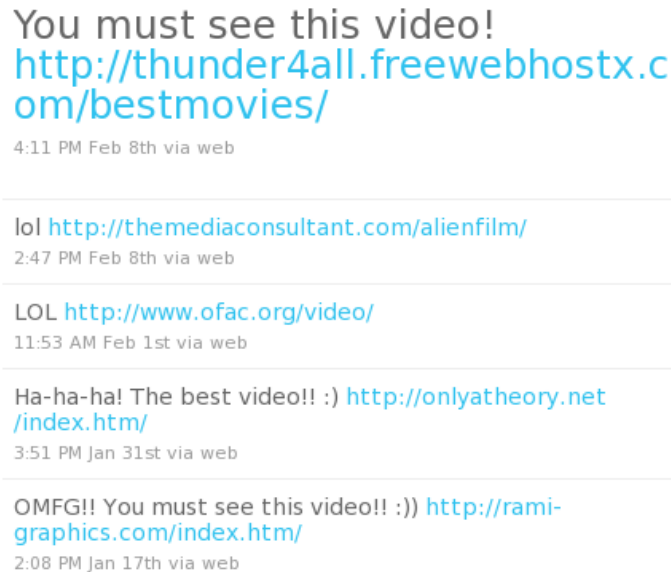 You must see this video!
http://thunder4all.freewebhostx.c
om/bestmovies/
4:11 PM Feb 8th via web
lol http://themediaconsultant.com/alienfilm/
2:47 PM Feb 8th via web
LOL http://www.ofac.org/video/
11:53 AM Feb 1st via web
Ha-ha-ha! The best video!! :) http://onlyatheory.net
/index.htm/
3:51 PM Jan 31st via web
OMFG!! You must see this video!! :)) http://rami-
graphics.com/index.htm/
2:08 PM Jan 17th via web